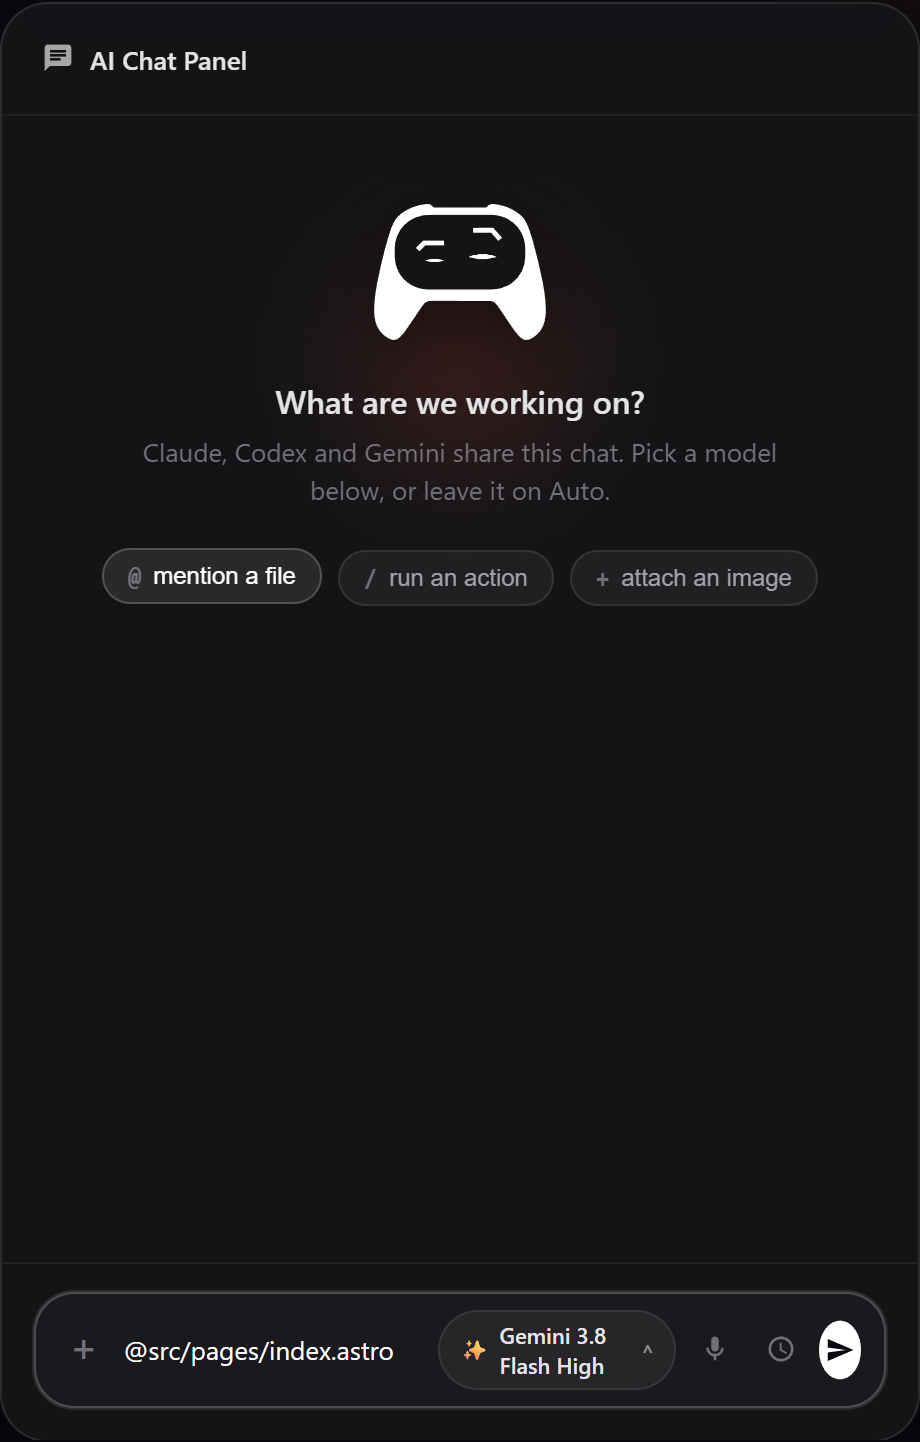 AI Chat Panel
What are we working on?
Claude, Codex and Gemini share this chat. Pick a model
below, or leave it on Auto.
@ mention a file
/ run an action
+ attach an image
+ @src/pages/index.astro
Gemini 3.8
Flash High
^